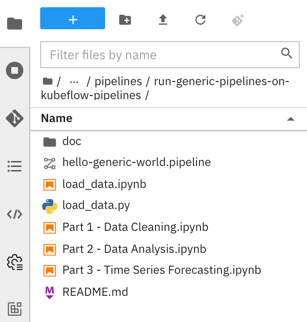 Filter files by name
/ ··· / pipelines / run-generic-pipelines-on-
kubeflow-pipelines /
Name
doc
hello-generic-world.pipeline
load_data.ipynb
load_data.py
Part 1 - Data Cleaning.ipynb
Part 2 - Data Analysis.ipynb
Part 3 - Time Series Forecasting.ipynb
README.md